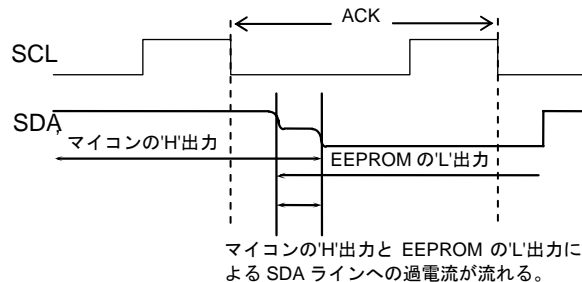 ACK
SCL
SDA
マイコンの'H'出力
EEPROM の'L'出力
マイコンの'H'出力と EEPROM の'L'出力に
よる SDA ラインへの過電流が流れる。